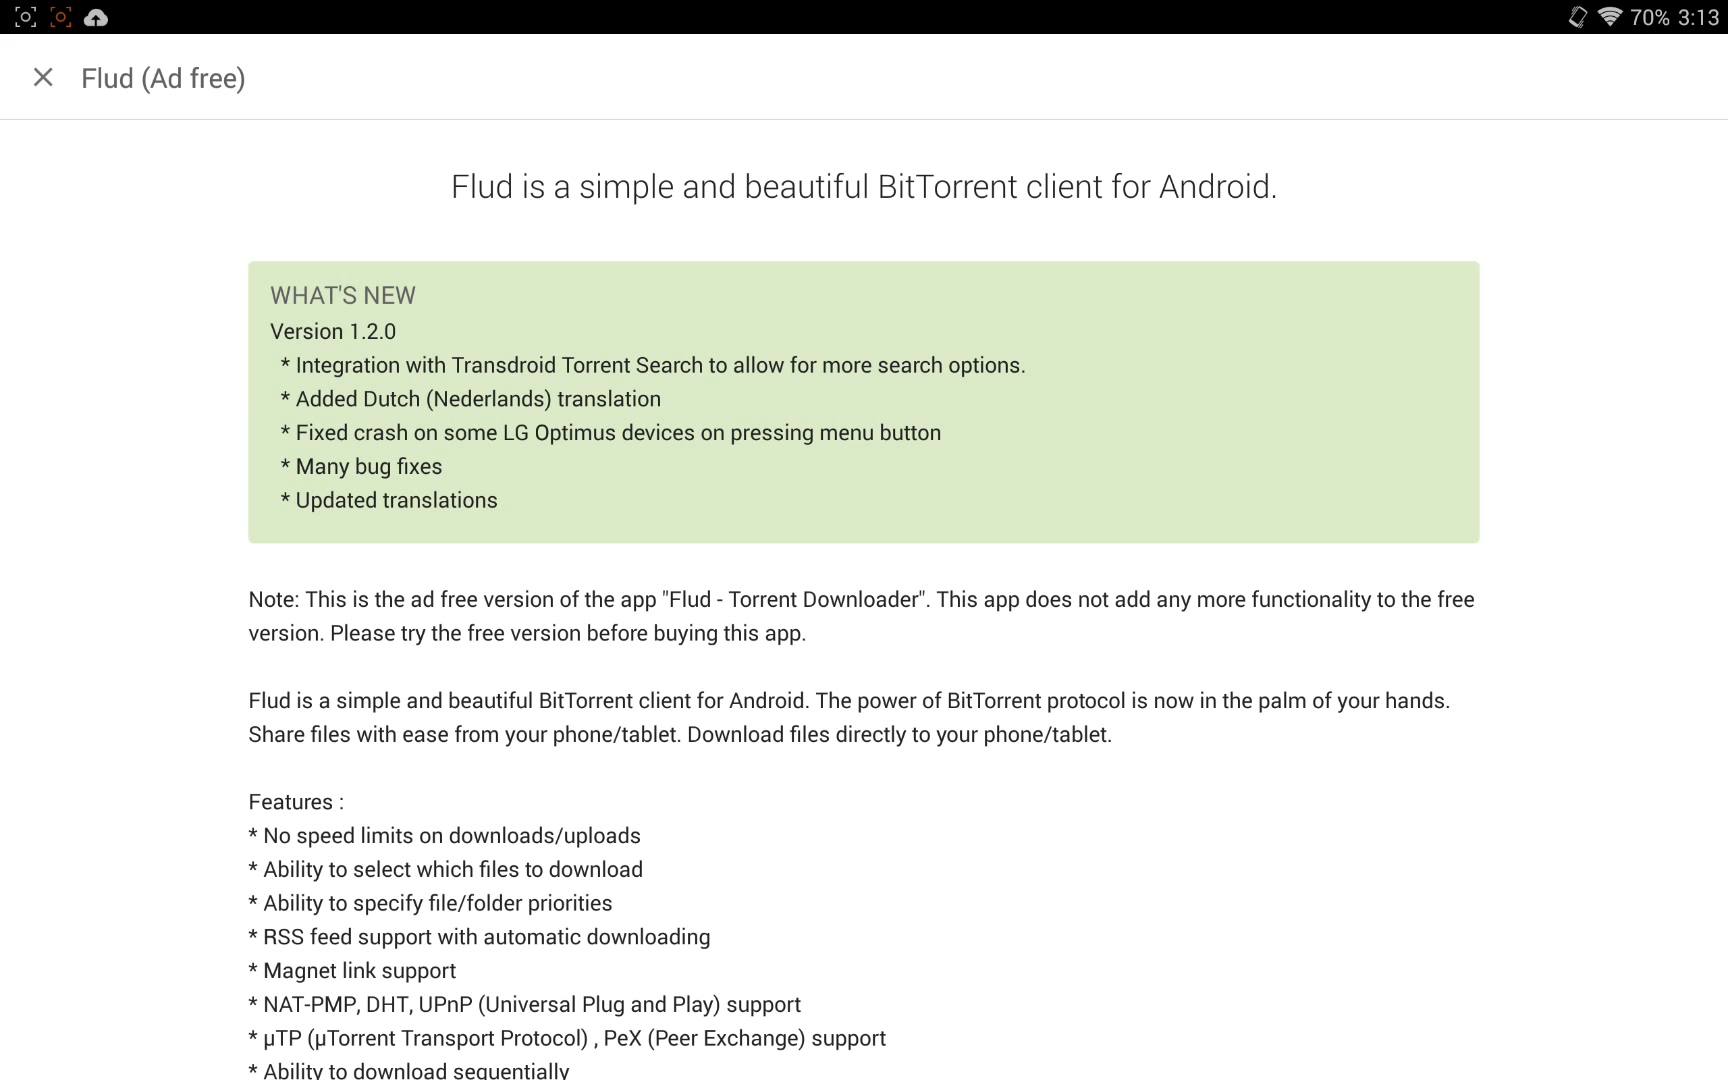 70% 3:13
Flud (Ad free)
Flud is a simple and beautiful BitTorrent client for Android.
WHAT'S NEW
Version 1.2.0
* Integration with Transdroid Torrent Search to allow for more search options.
* Added Dutch (Nederlands) translation
* Fixed crash on some LG Optimus devices on pressing menu button
* Many bug fixes
* Updated translations
Note: This is the ad free version of the app "Flud - Torrent Downloader". This app does not add any more functionality to the free
version. Please try the free version before buying this app.
Flud is a simple and beautiful BitTorrent client for Android. The power of BitTorrent protocol is now in the palm of your hands.
Share files with ease from your phone/tablet. Download files directly to your phone/tablet.
Features :
* No speed limits on downloads/uploads
* Ability to select which files to download
* Ability to specify file/folder priorities
* RSS feed support with automatic downloading
* Magnet link support
* NAT-PMP, DHT, UPnP (Universal Plug and Play) support
* µTP (µTorrent Transport Protocol) , PeX (Peer Exchange) support
* Ability to download sequentially